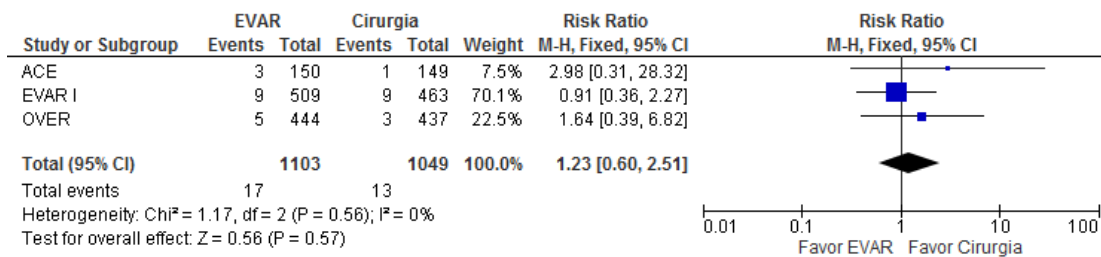 EVAR Cirurgia Risk Ratio Risk Ratio
Study or Subgroup Events Total Events Total Weight M-H, Fixed, 95% CI M-H, Fixed, 95% CI
ACE 3 150 1 149 7.5% 2.98 [0.31, 28.32]
EVAR I 9 509 9 463 70.1% 0.91 [0.36, 2.27]
OVER 5 444 3 437 22.5% 1.64 [0.39, 6.82]
Total (95% CI) 1103 1049 100.0% 1.23 [0.60, 2.51]
Total events 17 13
Heterogeneity: Chi² = 1.17, df = 2 (P = 0.56); I² = 0%
Test for overall effect: Z = 0.56 (P = 0.57)
0.01 0.1 1 10 100
Favor EVAR Favor Cirurgia